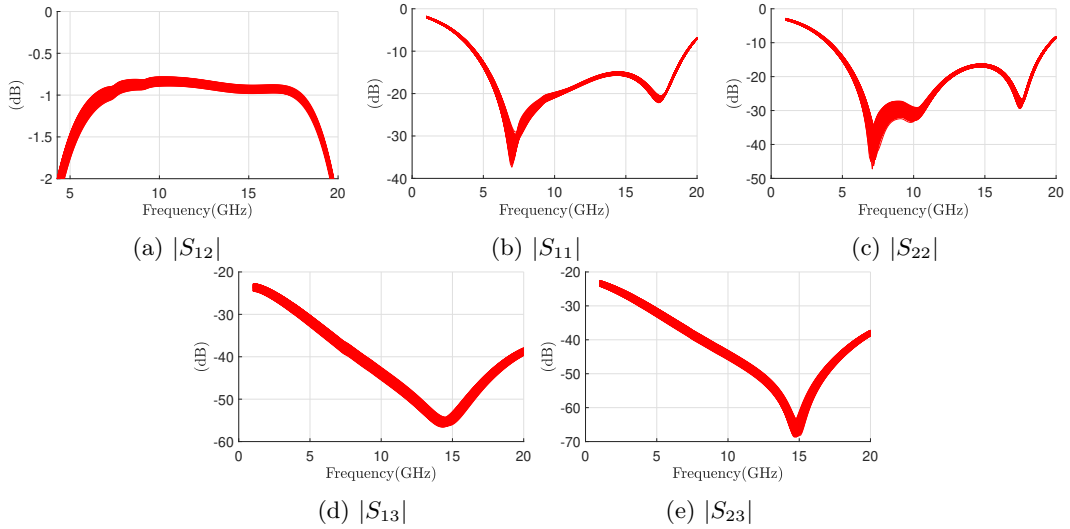 0
-0.5
-1
-1.5
-2
5 10 15 20
Frequency(GHz)
(dB)
(a) |S₁₂|
0
-10
-20
-30
-40
0 5 10 15 20
Frequency(GHz)
(dB)
(b) |S₁₁|
0
-10
-20
-30
-40
-50
0 5 10 15 20
Frequency(GHz)
(dB)
(c) |S₂₂|
-20
-30
-40
-50
-60
0 5 10 15 20
Frequency(GHz)
(dB)
(d) |S₁₃|
-20
-30
-40
-50
-60
-70
0 5 10 15 20
Frequency(GHz)
(dB)
(e) |S₂₃|